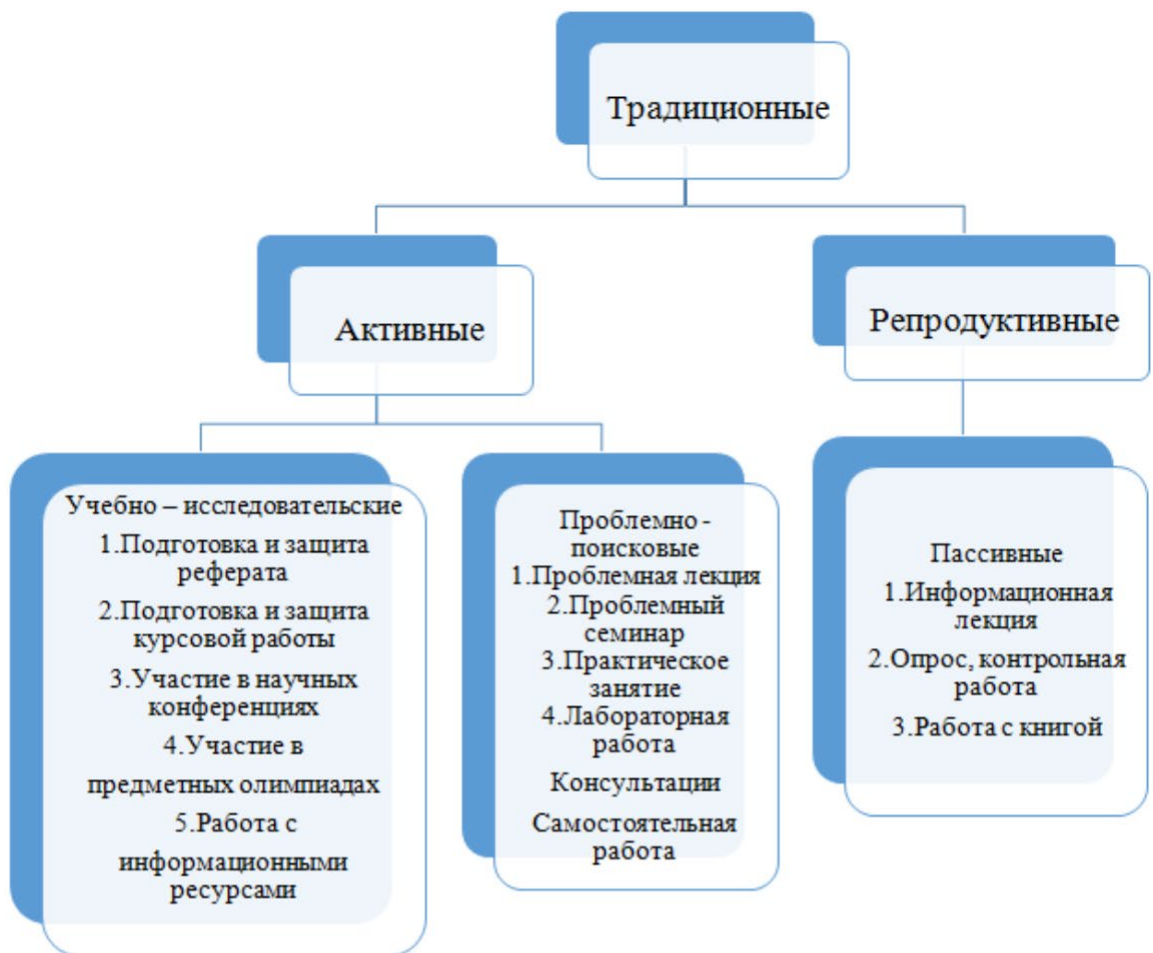 Традиционные
Активные
Репродуктивные
Учебно – исследовательские
1.Подготовка и защита
реферата
2.Подготовка и защита
курсовой работы
3.Участие в научных
конференциях
4.Участие в
предметных олимпиадах
5.Работа с
информационными
ресурсами
Проблемно -
поисковые
1.Проблемная лекция
2.Проблемный
семинар
3.Практическое
занятие
4.Лабораторная
работа
Консультации
Самостоятельная
работа
Пассивные
1.Информационная
лекция
2.Опрос, контрольная
работа
3.Работа с книгой